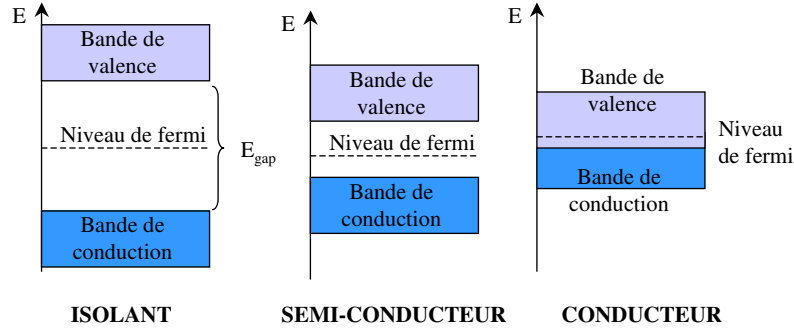 E
Bande de
valence
Niveau de fermi
E_gap
Bande de
conduction
ISOLANT
E
Bande de
valence
Niveau de fermi
Bande de
conduction
SEMI-CONDUCTEUR
E
Bande de
valence
Niveau
de fermi
Bande de
conduction
CONDUCTEUR